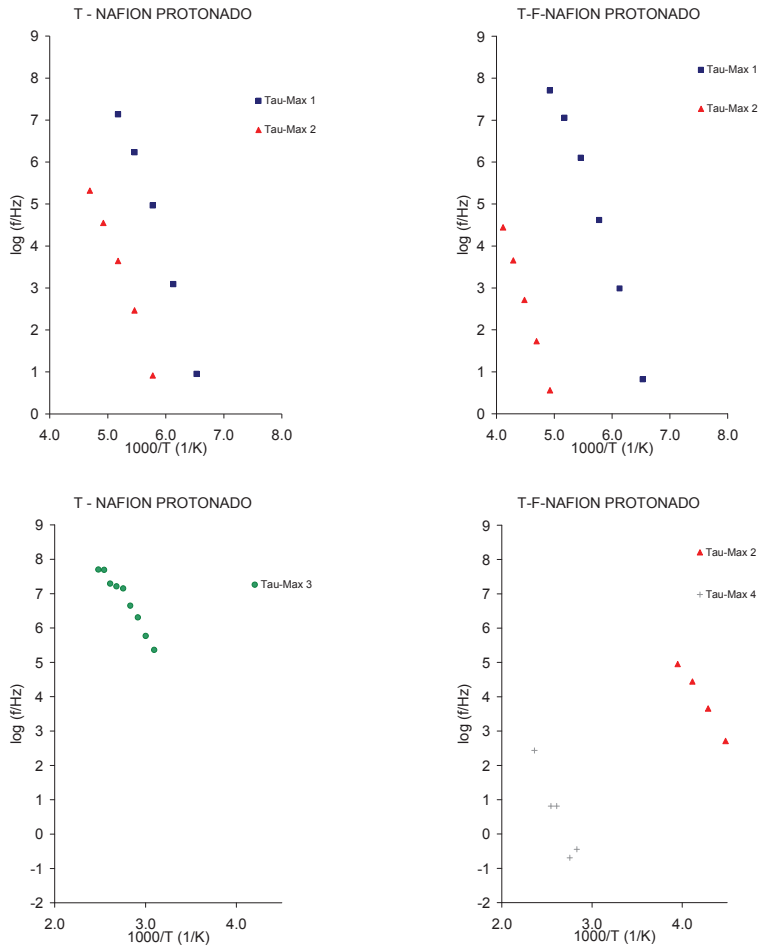 T - NAFION PROTONADO
9
8
7
6
5
4
3
2
1
0
log (f/Hz)
4.0 5.0 6.0 7.0 8.0
1000/T (1/K)
Tau-Max 1
Tau-Max 2
T-F-NAFION PROTONADO
9
8
7
6
5
4
3
2
1
0
log (f/Hz)
4.0 5.0 6.0 7.0 8.0
1000/T (1/K)
Tau-Max 1
Tau-Max 2
T - NAFION PROTONADO
9
8
7
6
5
4
3
2
1
0
-1
-2
log (f/Hz)
2.0 3.0 4.0
1000/T (1/K)
Tau-Max 3
T-F-NAFION PROTONADO
9
8
7
6
5
4
3
2
1
0
-1
-2
log (f/Hz)
2.0 3.0 4.0
1000/T (1/K)
Tau-Max 2
Tau-Max 4